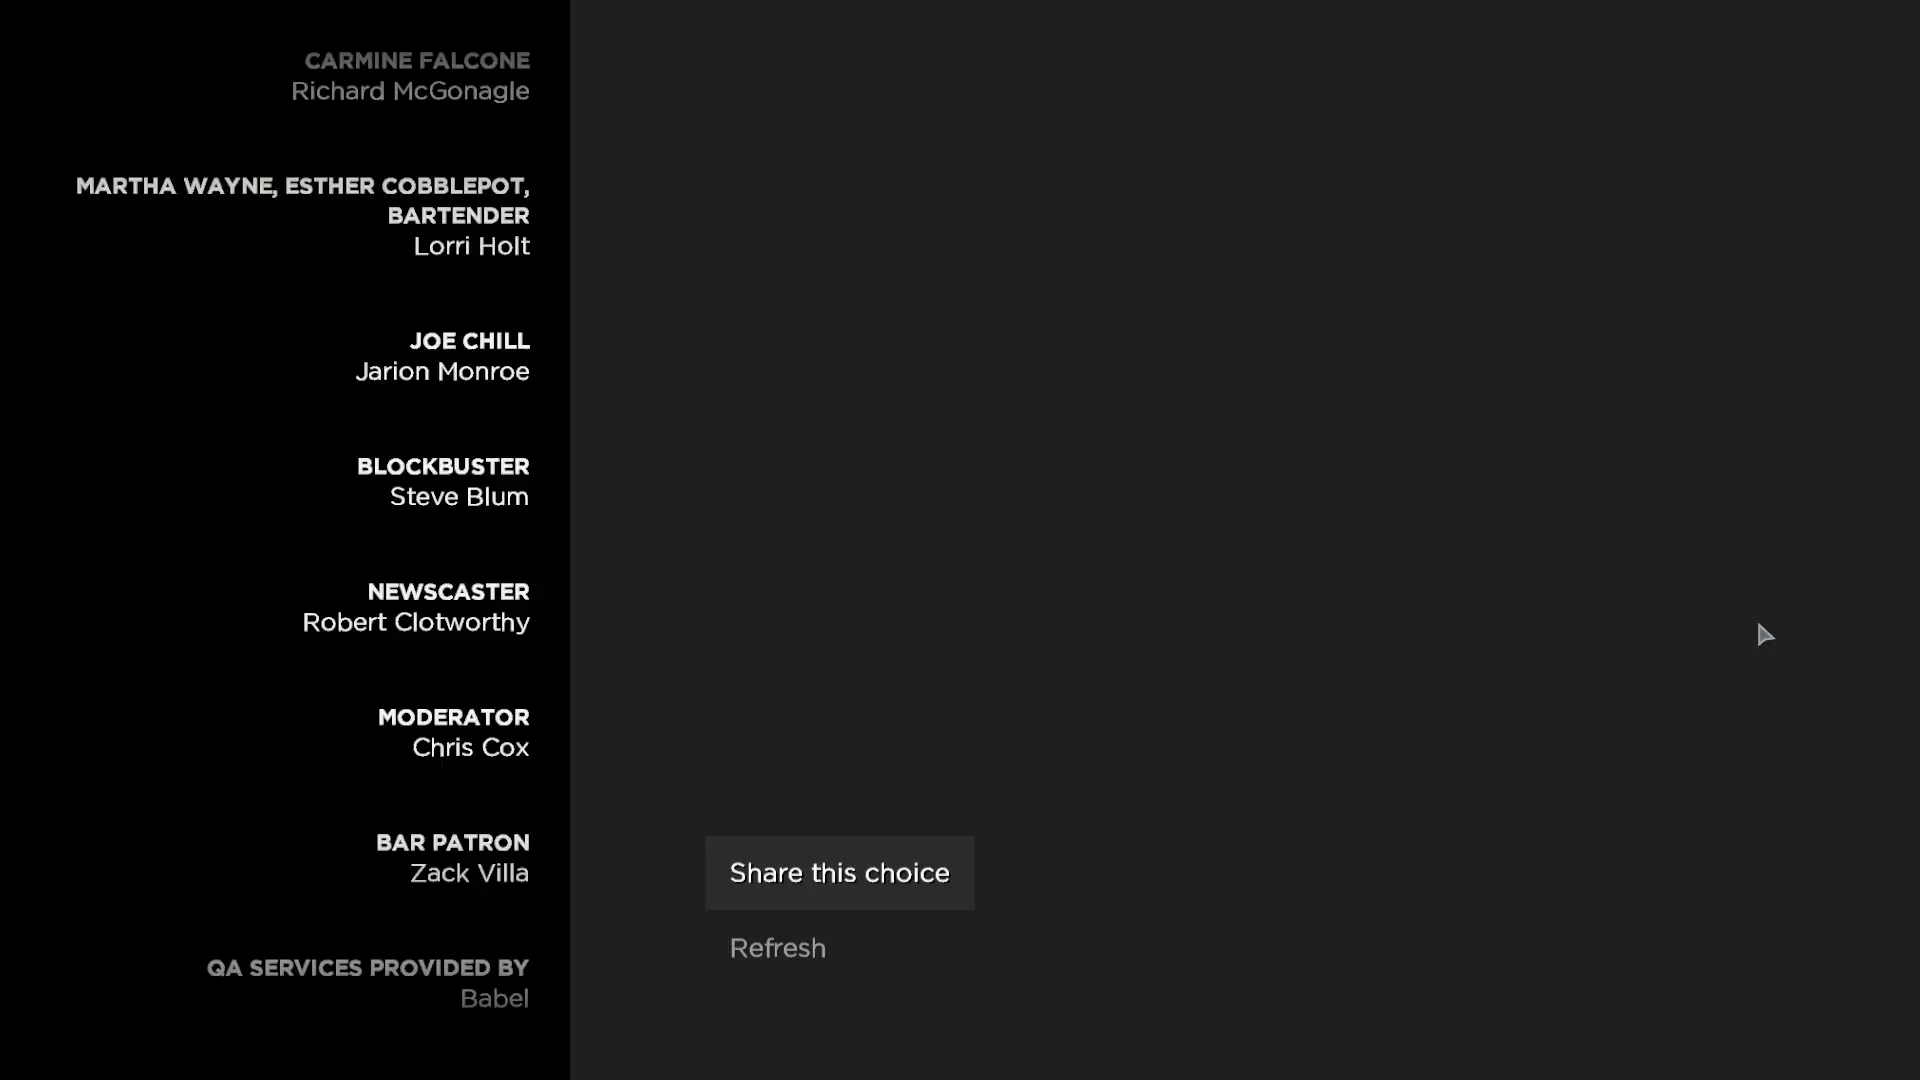 CARMINE FALCONE
Richard McGonagle
MARTHA WAYNE, ESTHER COBBLEPOT,
BARTENDER
Lorri Holt
JOE CHILL
Jarion Monroe
BLOCKBUSTER
Steve Blum
NEWSCASTER
Robert Clotworthy
MODERATOR
Chris Cox
BAR PATRON
Zack Villa
QA SERVICES PROVIDED BY
Babel
Share this choice
Refresh